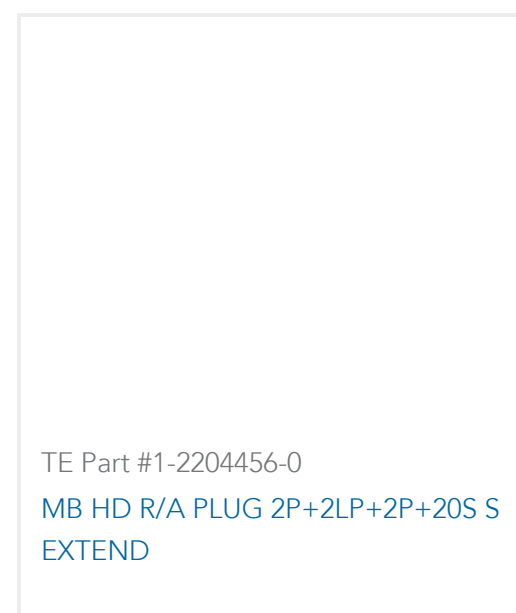 TE Part #1-2204456-0
MB HD R/A PLUG 2P+2LP+2P+20S S
EXTEND